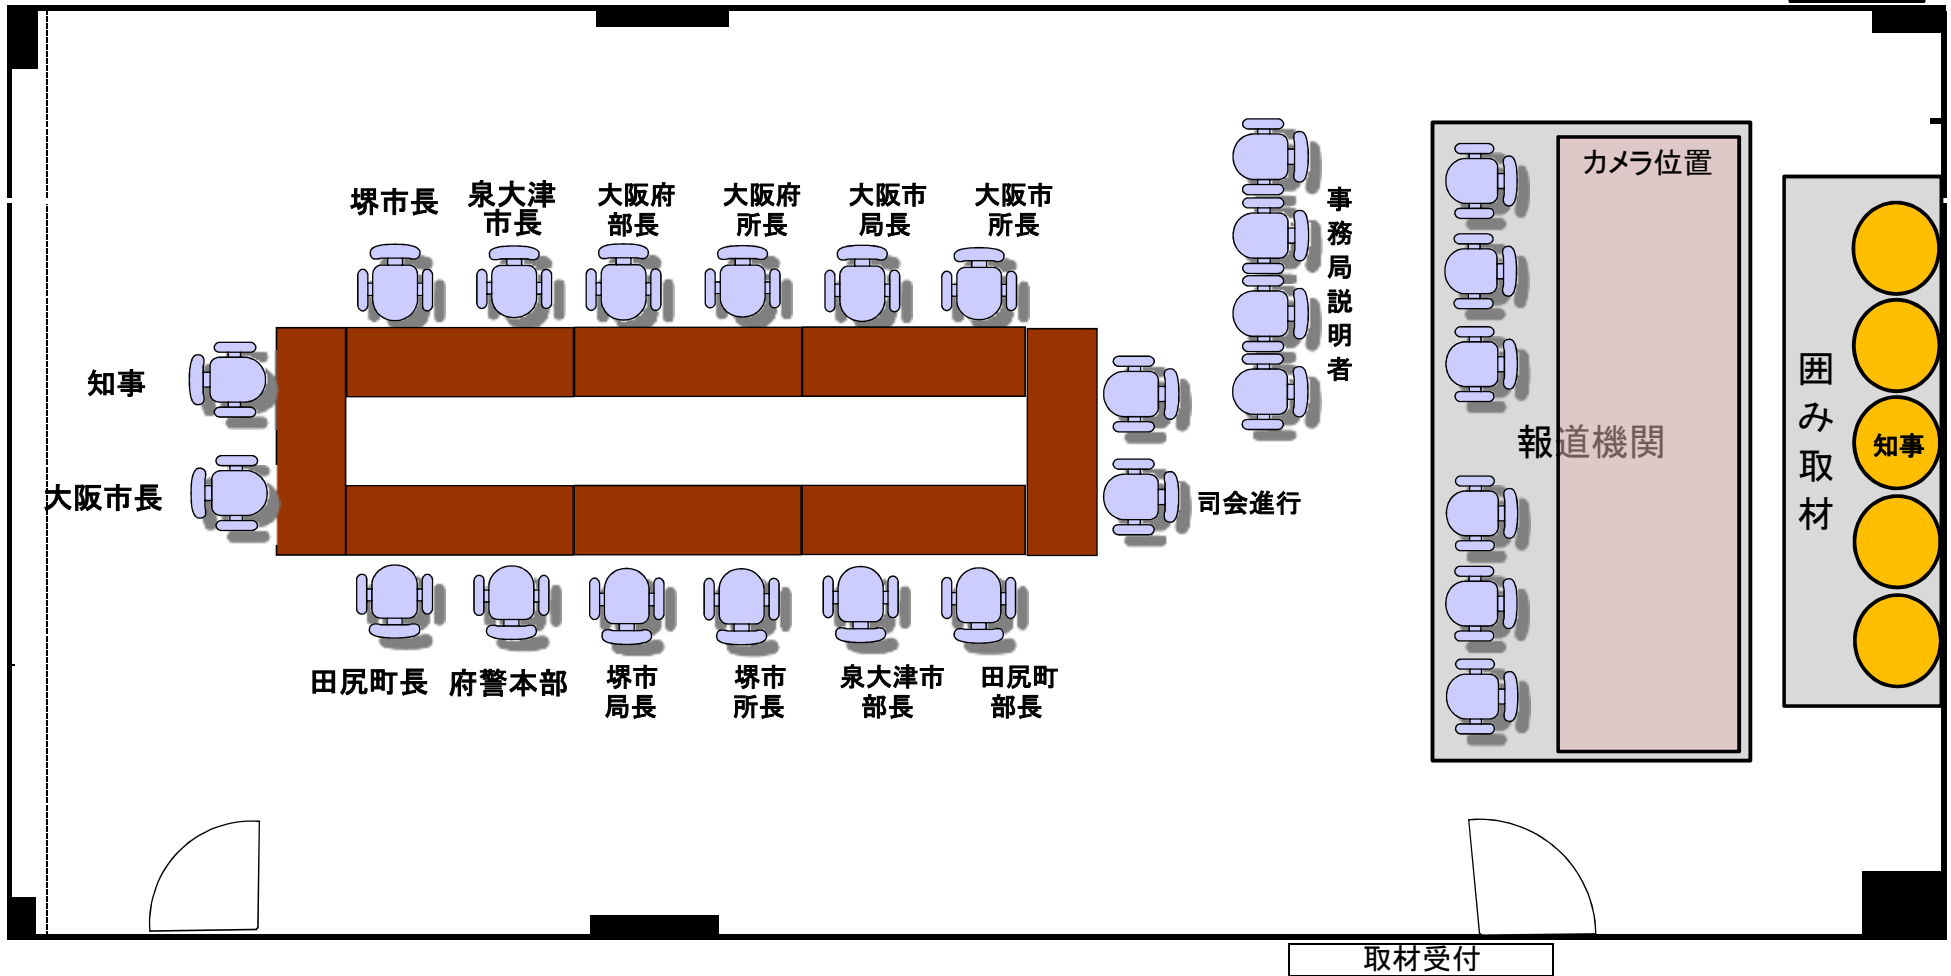 堺市長
泉大津
市長
大阪府
部長
大阪府
所長
大阪市
局長
大阪市
所長
事務局説明者
カメラ位置
知事
大阪市長
司会進行
報道機関
囲み取材
知事
田尻町長
府警本部
堺市
局長
堺市
所長
泉大津市
部長
田尻町
部長
取材受付